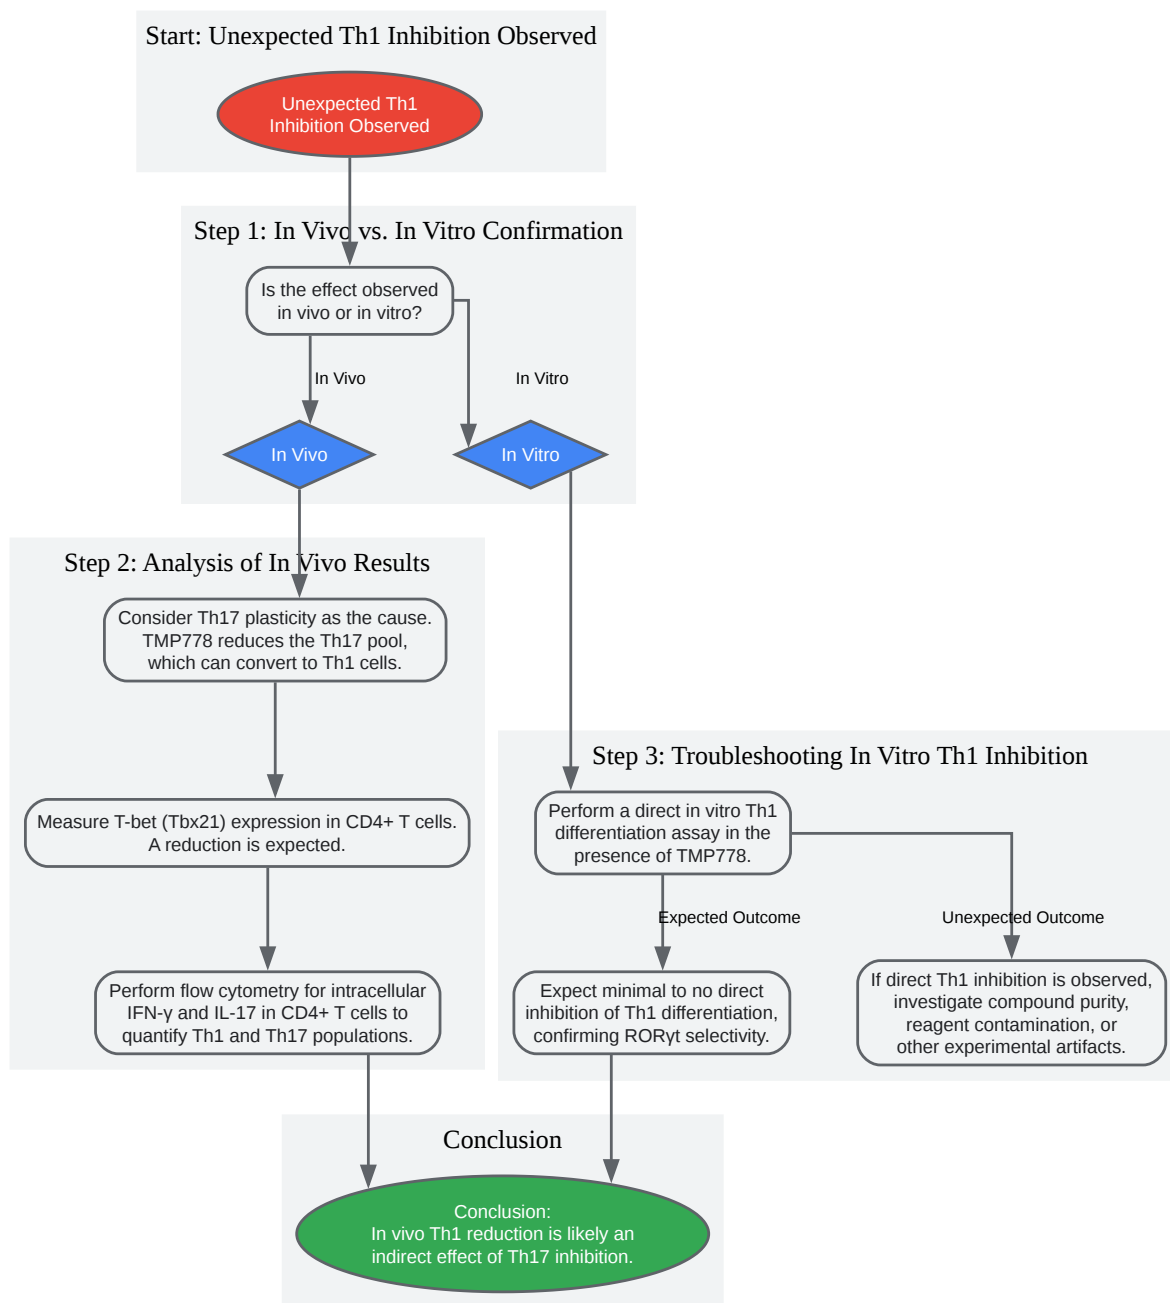 Start: Unexpected Th1 Inhibition Observed
Unexpected Th1
Inhibition Observed
Step 1: In Vivo vs. In Vitro Confirmation
Is the effect observed
in vivo or in vitro?
In Vivo
In Vitro
In Vivo
In Vitro
Step 2: Analysis of In Vivo Results
Consider Th17 plasticity as the cause.
TMP778 reduces the Th17 pool,
which can convert to Th1 cells.
Measure T-bet (Tbx21) expression in CD4+ T cells.
A reduction is expected.
Perform flow cytometry for intracellular
IFN-γ and IL-17 in CD4+ T cells to
quantify Th1 and Th17 populations.
Step 3: Troubleshooting In Vitro Th1 Inhibition
Perform a direct in vitro Th1
differentiation assay in the
presence of TMP778.
Expected Outcome
Unexpected Outcome
Expect minimal to no direct
inhibition of Th1 differentiation,
confirming RORγt selectivity.
If direct Th1 inhibition is observed,
investigate compound purity,
reagent contamination, or
other experimental artifacts.
Conclusion
Conclusion:
In vivo Th1 reduction is likely an
indirect effect of Th17 inhibition.